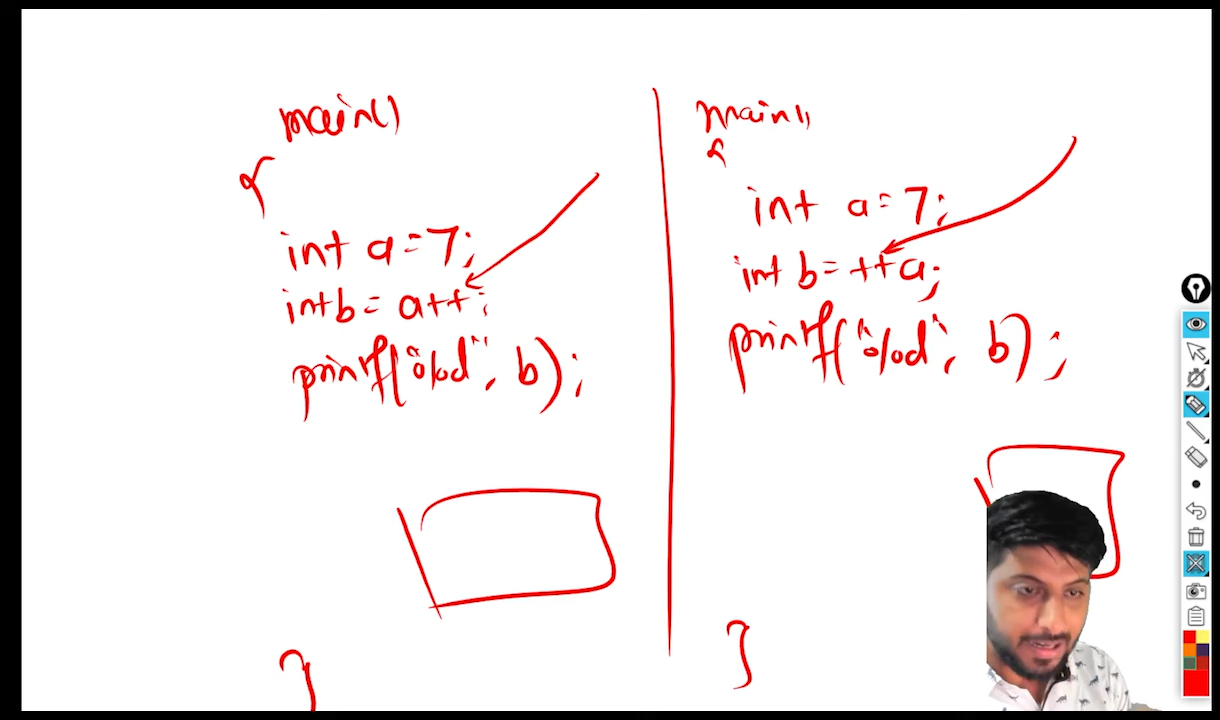 main()
{
int a=7;
int b= a++;
printf("%d", b);
}
main()
{
int a=7;
int b= ++a;
printf("%d", b);
}